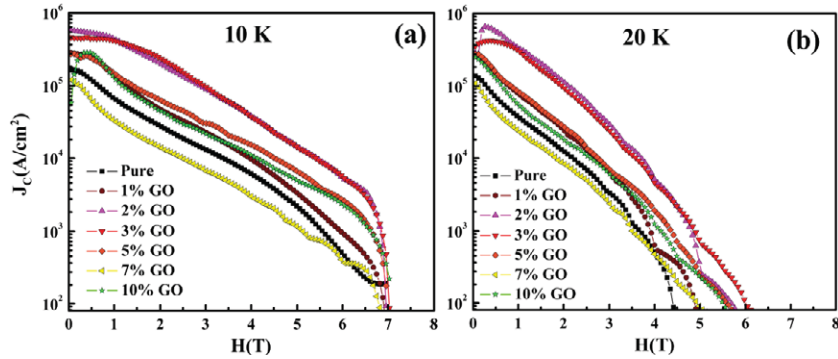 10 K
(a)
J_C(A/cm²)
10⁶
10⁵
10⁴
10³
10²
Pure
1% GO
2% GO
3% GO
5% GO
7% GO
10% GO
0 1 2 3 4 5 6 7 8
H(T)
20 K
(b)
10⁶
10⁵
10⁴
10³
10²
Pure
1% GO
2% GO
3% GO
5% GO
7% GO
10% GO
0 1 2 3 4 5 6 7 8
H(T)